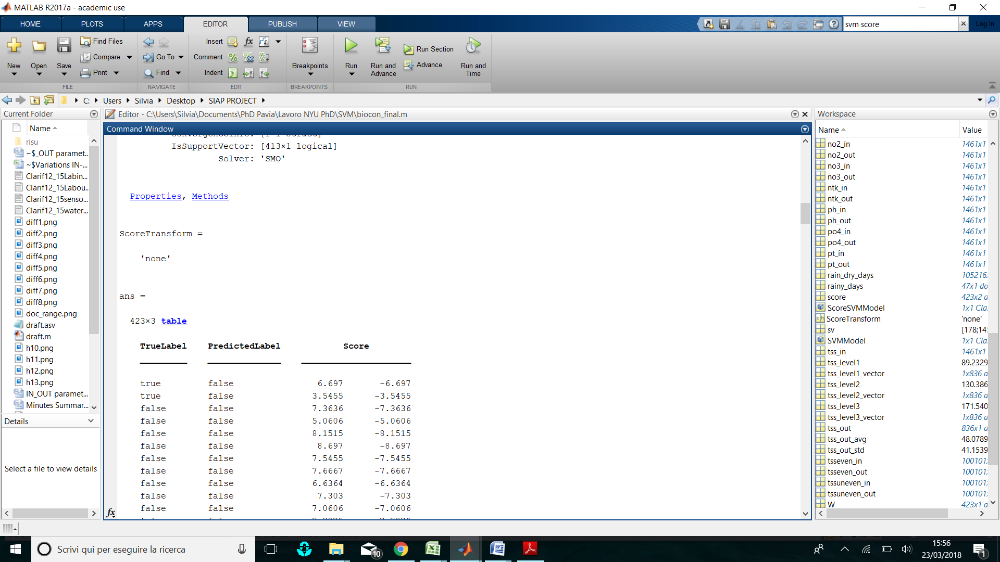 MATLAB R2017a - academic use
HOME PLOTS APPS EDITOR PUBLISH VIEW
svm score
Log In
New
Open
Save
Find Files
Compare
Print
FILE
Go To
Find
NAVIGATE
Insert
Comment
Indent
EDIT
Breakpoints
BREAKPOINTS
Run
Run and Advance
Run Section
Advance
Run and Time
RUN
C: Users Silvia Desktop SIAP PROJECT
Current Folder
Name
risu
~$_OUT paramet...
~$Variations IN-...
Clarif12_15Labin...
Clarif12_15Labou...
Clarif12_15senso...
Clarif12_15water...
diff1.png
diff2.png
diff3.png
diff4.png
diff5.png
diff6.png
diff7.png
diff8.png
doc_range.png
draft.asv
draft.m
h10.png
h11.png
h12.png
h13.png
IN_OUT paramet...
Minutes Summar...
Details
Select a file to view details
Editor - C:\Users\Silvia\Documents\PhD Pavia\Lavoro NYU PhD\SVM\biocon_final.m
Command Window
IsSupportVector: [413×1 logical]
Solver: 'SMO'
Properties, Methods
ScoreTransform =
'none'
ans =
423×3 table
TrueLabel PredictedLabel Score
true false 6.697 -6.697
true false 3.5455 -3.5455
false false 7.3636 -7.3636
false false 5.0606 -5.0606
false false 8.1515 -8.1515
false false 8.697 -8.697
false false 7.5455 -7.5455
false false 7.6667 -7.6667
false false 6.6364 -6.6364
false false 7.303 -7.303
false false 7.0606 -7.0606
fx
Workspace
Name Value
no2_in 1461x1
no2_out 1461x1
no3_in 1461x1
no3_out 1461x1
ntk_in 1461x1
ntk_out 1461x1
ph_in 1461x1
ph_out 1461x1
po4_in 1461x1
po4_out 1461x1
pt_in 1461x1
pt_out 1461x1
rain_dry_days 105216
rainy_days 47x1 do
score 423x2 d
ScoreSVMModel 1x1 Cla
ScoreTransform 'none'
sv [178;14
SVMModel 1x1 Cla
tss_in 1461x1
tss_level1 89.2329
tss_level1_vector 1x836 d
tss_level2 130.386
tss_level2_vector 1x836 d
tss_level3 171.540
tss_level3_vector 1x836 d
tss_out 836x1 d
tss_out_avg 48.0789
tss_out_std 41.1539
tsseven_in 100101
tsseven_out 100101
tssuneven_in 100101
tssuneven_out 100101
W 423x1 d
Scrivi qui per eseguire la ricerca
10
15:56
23/03/2018
1